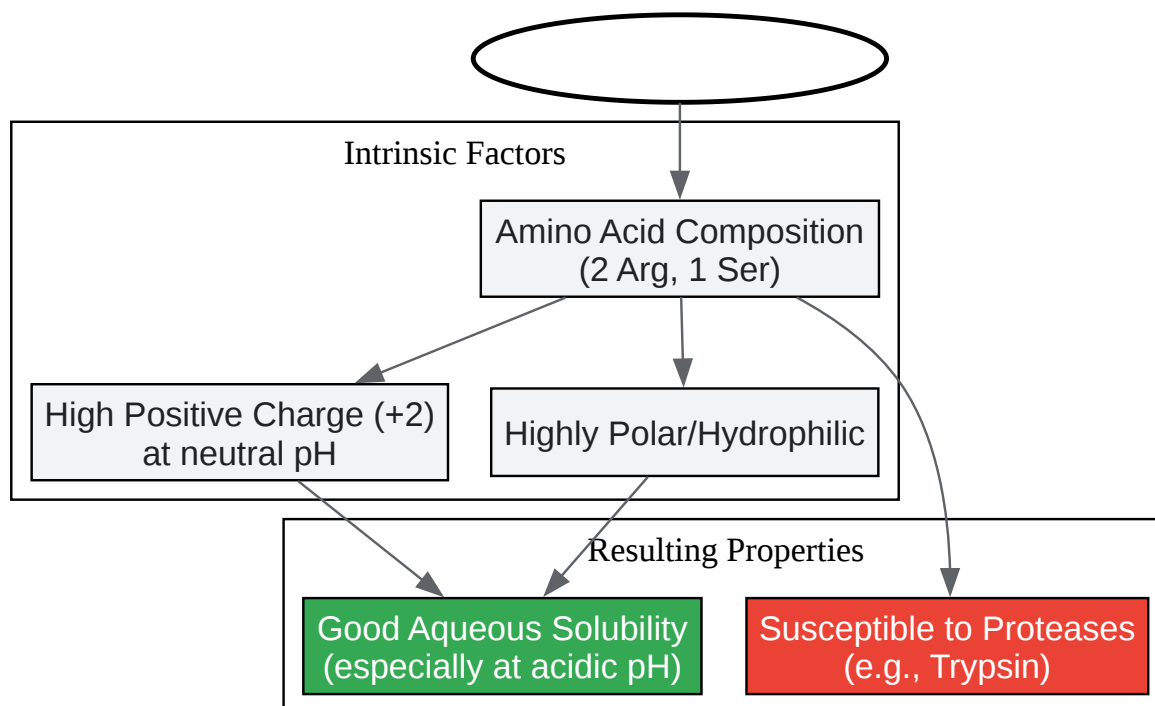 Intrinsic Factors
Amino Acid Composition
(2 Arg, 1 Ser)
High Positive Charge (+2)
at neutral pH
Highly Polar/Hydrophilic
Resulting Properties
Good Aqueous Solubility
(especially at acidic pH)
Susceptible to Proteases
(e.g., Trypsin)